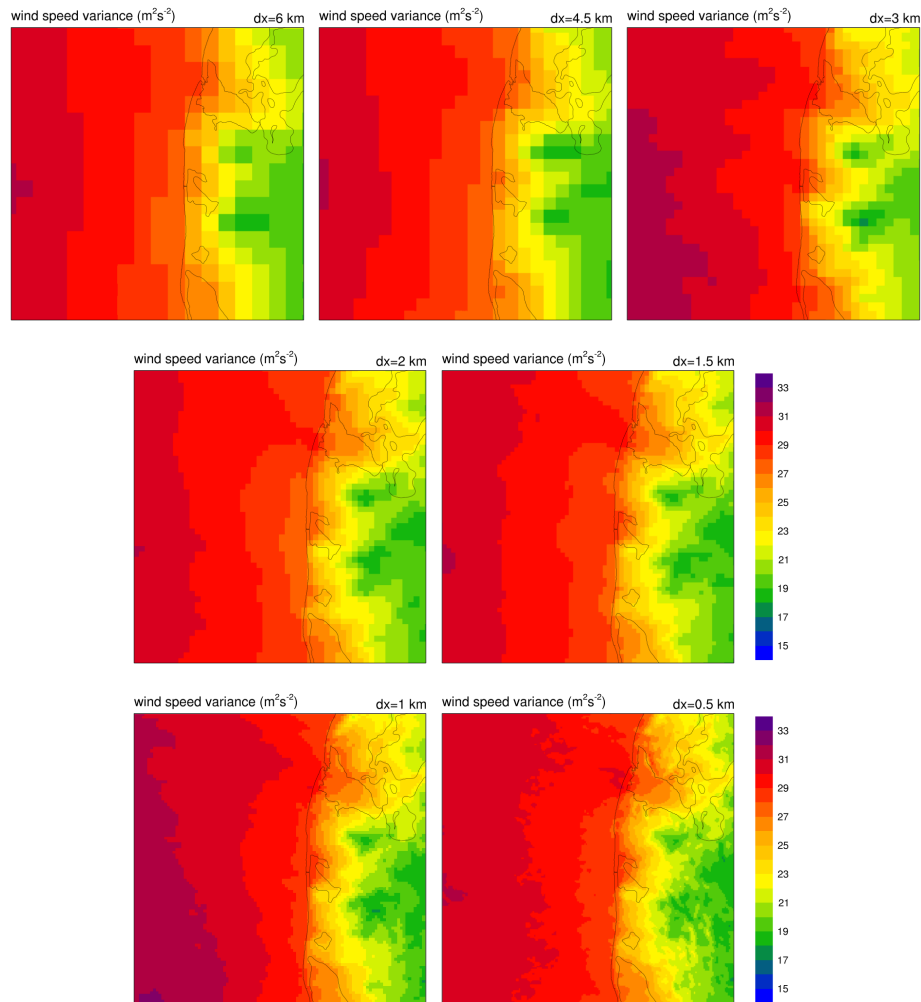 wind speed variance (m²s⁻²) dx=6 km
wind speed variance (m²s⁻²) dx=4.5 km
wind speed variance (m²s⁻²) dx=3 km
wind speed variance (m²s⁻²) dx=2 km
wind speed variance (m²s⁻²) dx=1.5 km
33
31
29
27
25
23
21
19
17
15
wind speed variance (m²s⁻²) dx=1 km
wind speed variance (m²s⁻²) dx=0.5 km
33
31
29
27
25
23
21
19
17
15